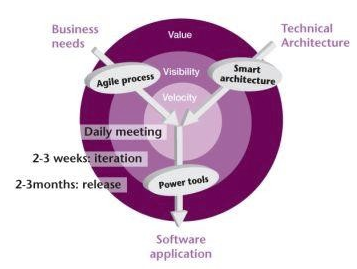 Business
needs
Technical
Architecture
Value
Visibility
Velocity
Agile process
Smart
architecture
Daily meeting
2-3 weeks: iteration
2-3months: release
Power tools
Software
application